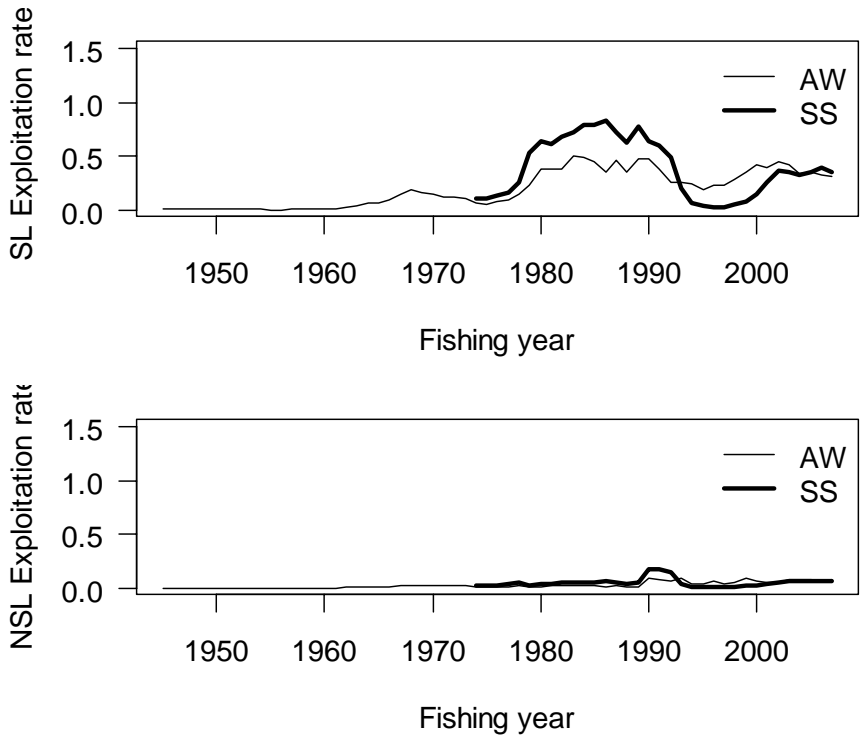 SL Exploitation rate
1.5
1.0
0.5
0.0
AW
SS
1950 1960 1970 1980 1990 2000
Fishing year
NSL Exploitation rate
1.5
1.0
0.5
0.0
AW
SS
1950 1960 1970 1980 1990 2000
Fishing year